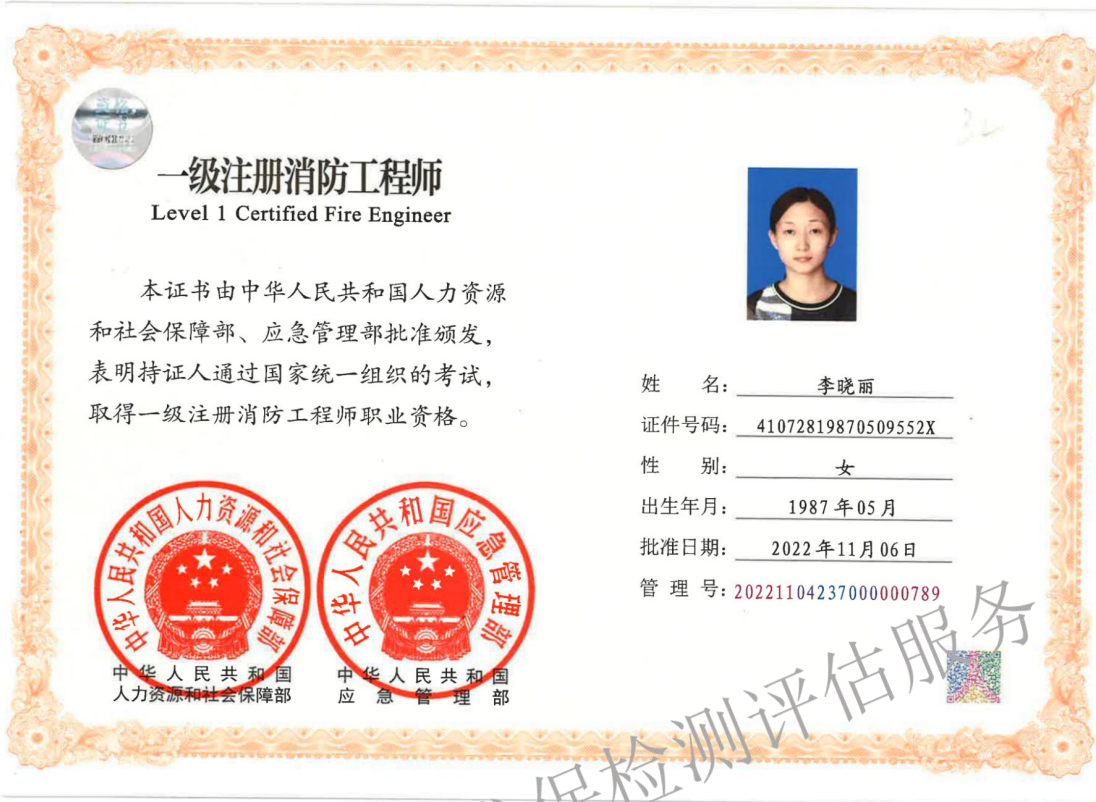 一级注册消防工程师
Level 1 Certified Fire Engineer
本证书由中华人民共和国人力资源
和社会保障部、应急管理部批准颁发，
表明持证人通过国家统一组织的考试，
取得一级注册消防工程师职业资格。
中华人民共和国人力资源和社会保障部
中华人民共和国
人力资源和社会保障部
中华人民共和国应急管理部
中华人民共和国
应急管理部
姓 名：李晓丽
证件号码：41072819870509552X
性 别：女
出生年月：1987年05月
批准日期：2022年11月06日
管 理 号：20221104237000000789
保检测评估服务